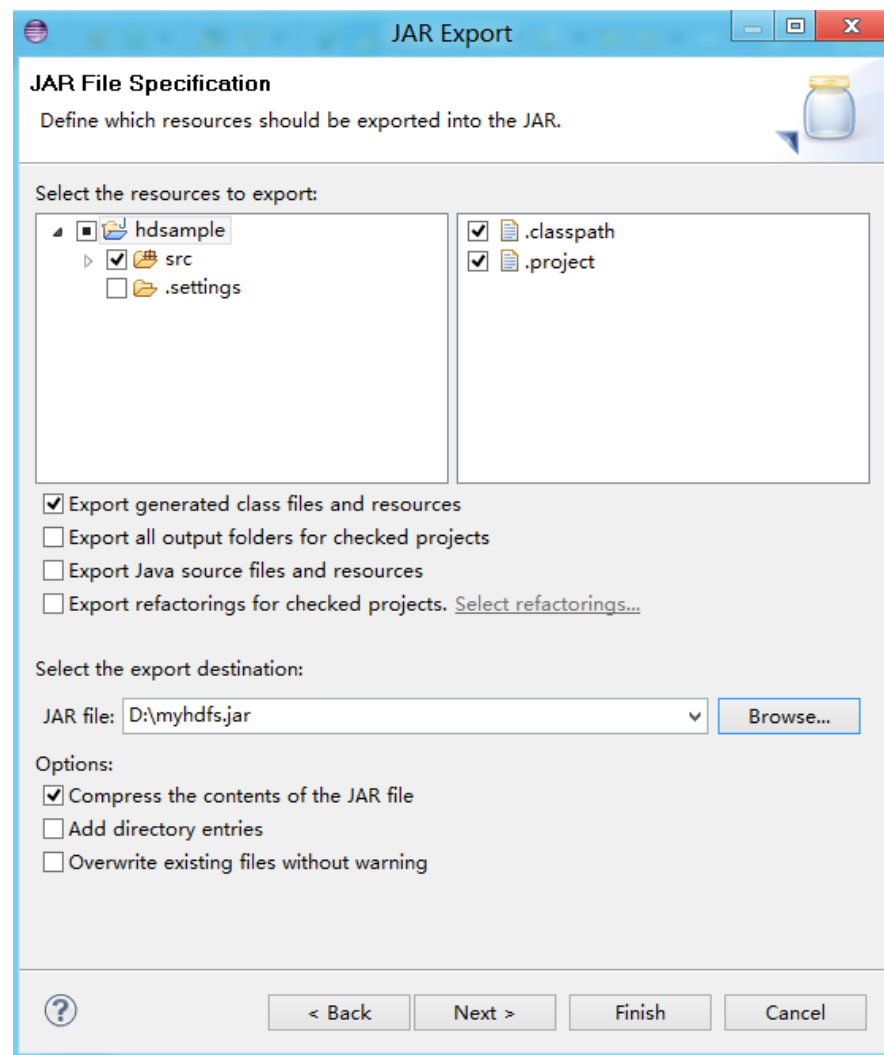 JAR Export
JAR File Specification
Define which resources should be exported into the JAR.
Select the resources to export:
hdsample
src
.settings
.classpath
.project
Export generated class files and resources
Export all output folders for checked projects
Export Java source files and resources
Export refactorings for checked projects. Select refactorings...
Select the export destination:
JAR file: D:\myhdfs.jar Browse...
Options:
Compress the contents of the JAR file
Add directory entries
Overwrite existing files without warning
? < Back Next > Finish Cancel